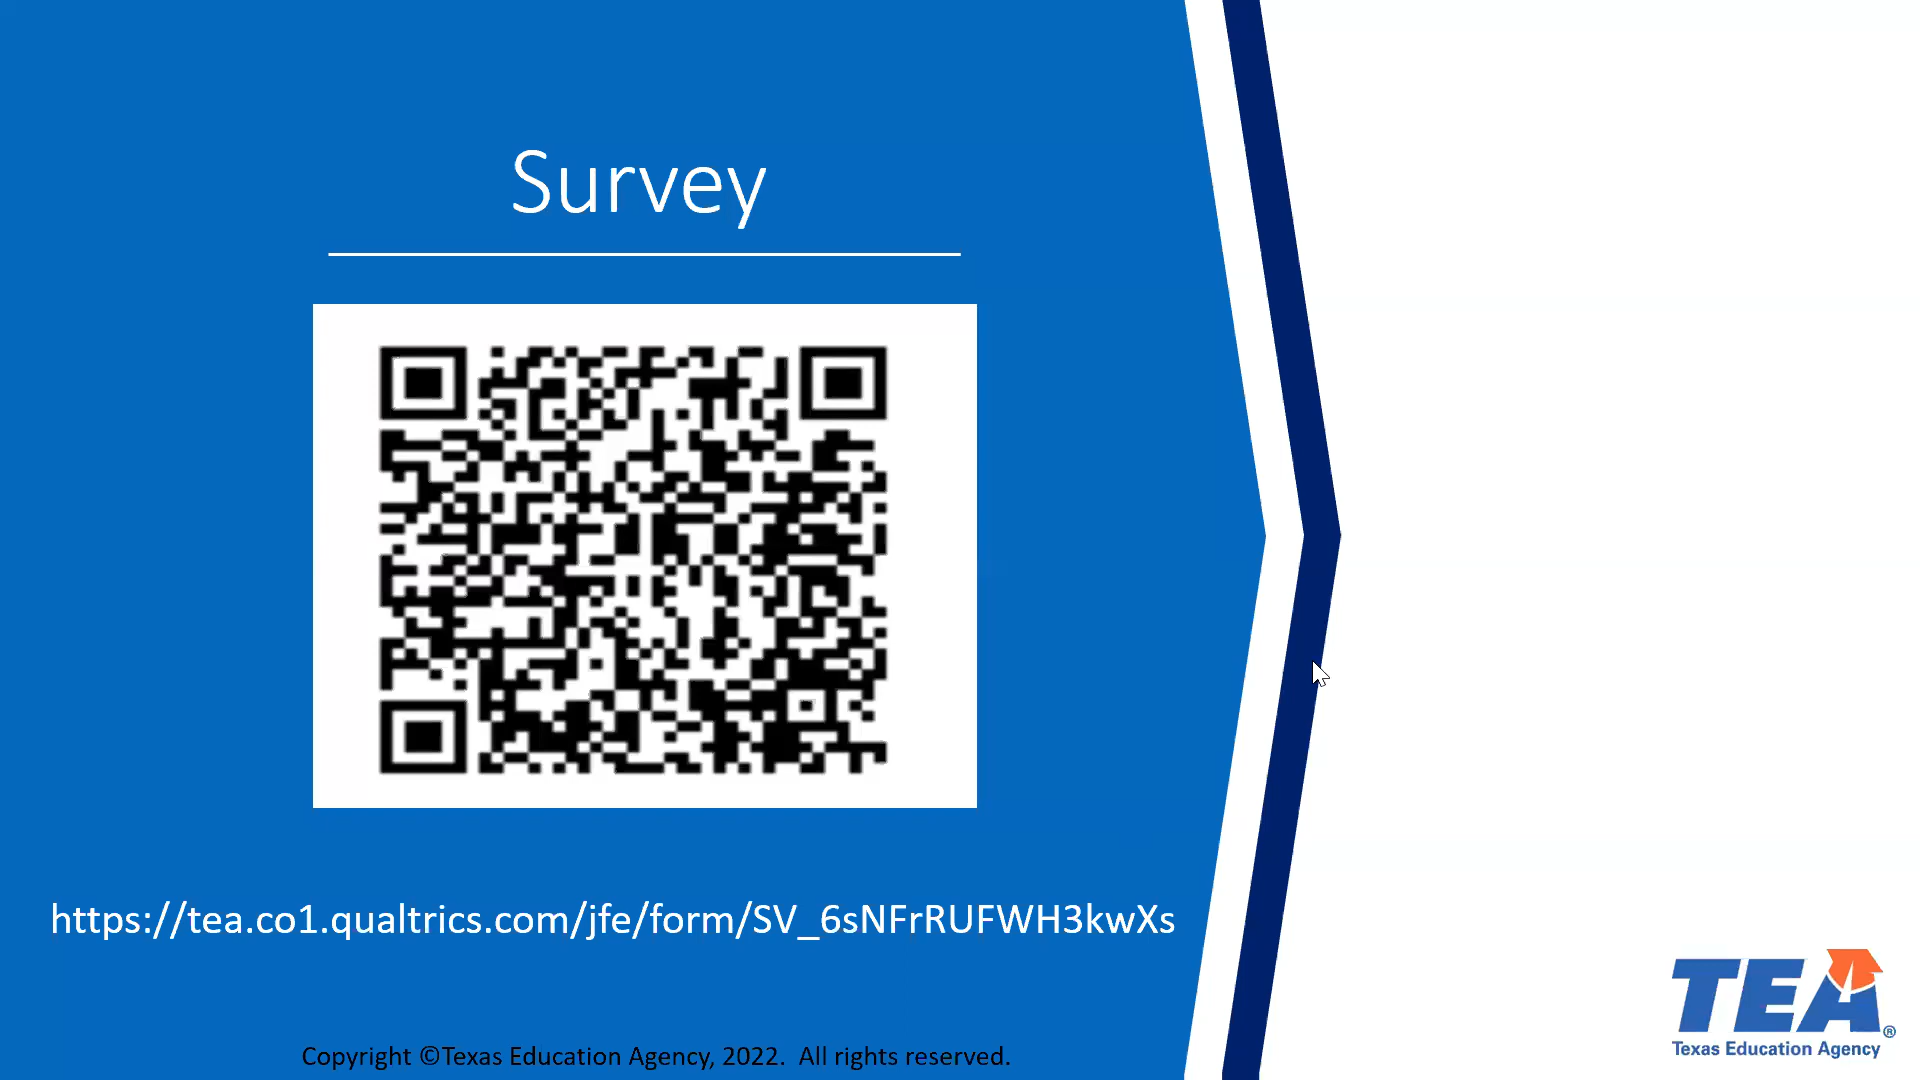 Survey
https://tea.co1.qualtrics.com/jfe/form/SV_6sNFrRUFWH3kwXs
Copyright ©Texas Education Agency, 2022.  All rights reserved.
TEA®
Texas Education Agency